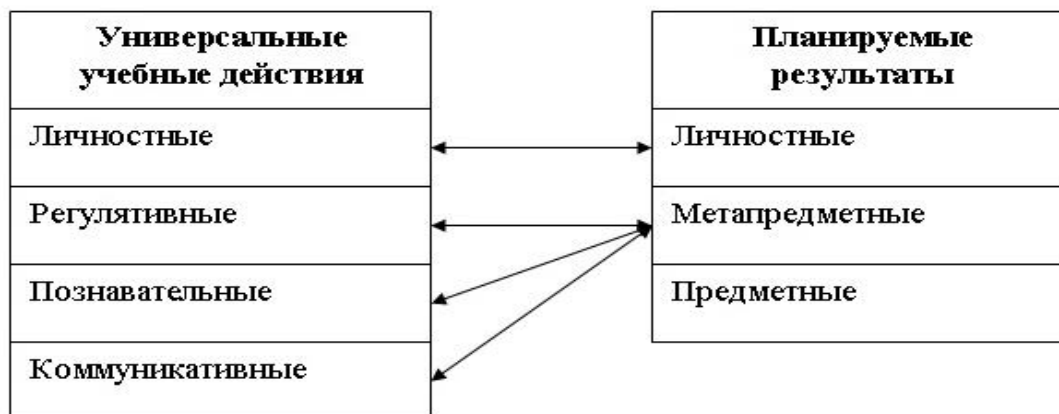 Универсальные
учебные действия
Личностные
Регулятивные
Познавательные
Коммуникативные
Планируемые
результаты
Личностные
Метапредметные
Предметные